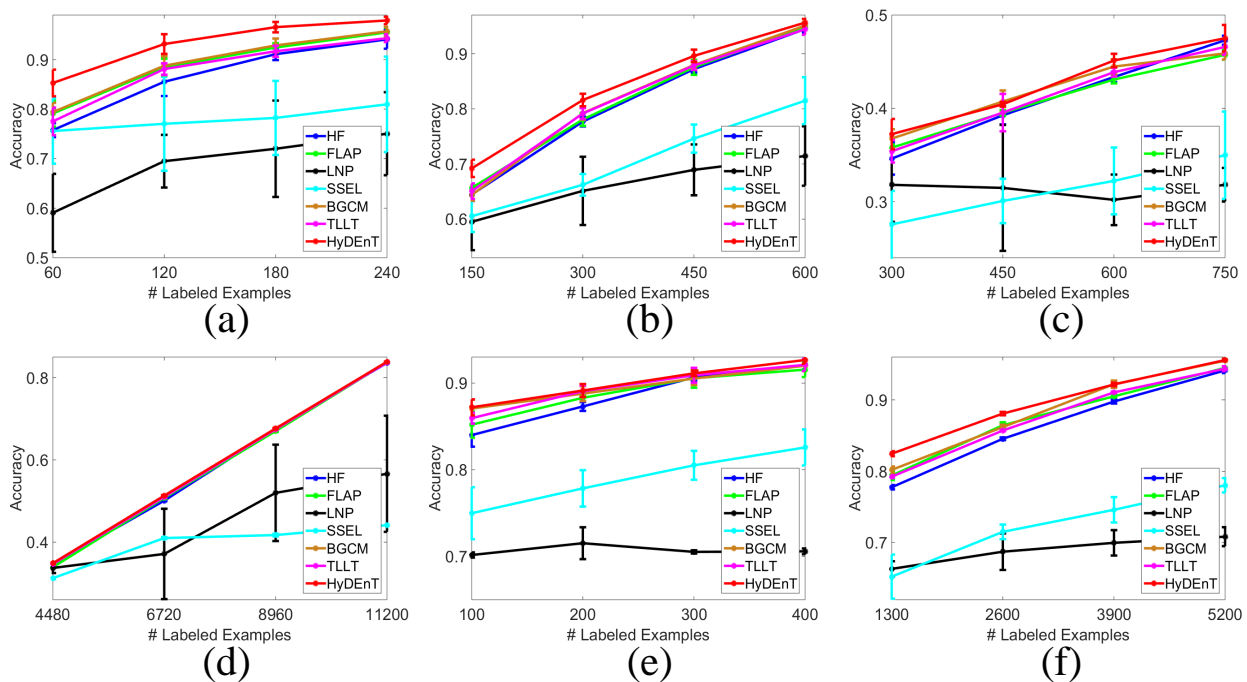 Accuracy
0.9
0.8
0.7
0.6
0.5
60 120 180 240
# Labeled Examples
HF
FLAP
LNP
SSEL
BGCM
TLLT
HyDEnT
(a)
Accuracy
0.9
0.8
0.7
0.6
150 300 450 600
# Labeled Examples
HF
FLAP
LNP
SSEL
BGCM
TLLT
HyDEnT
(b)
Accuracy
0.5
0.4
0.3
300 450 600 750
# Labeled Examples
HF
FLAP
LNP
SSEL
BGCM
TLLT
HyDEnT
(c)
Accuracy
0.8
0.6
0.4
4480 6720 8960 11200
# Labeled Examples
HF
FLAP
LNP
SSEL
BGCM
TLLT
HyDEnT
(d)
Accuracy
0.9
0.8
0.7
100 200 300 400
# Labeled Examples
HF
FLAP
LNP
SSEL
BGCM
TLLT
HyDEnT
(e)
Accuracy
0.9
0.8
0.7
1300 2600 3900 5200
# Labeled Examples
HF
FLAP
LNP
SSEL
BGCM
TLLT
HyDEnT
(f)